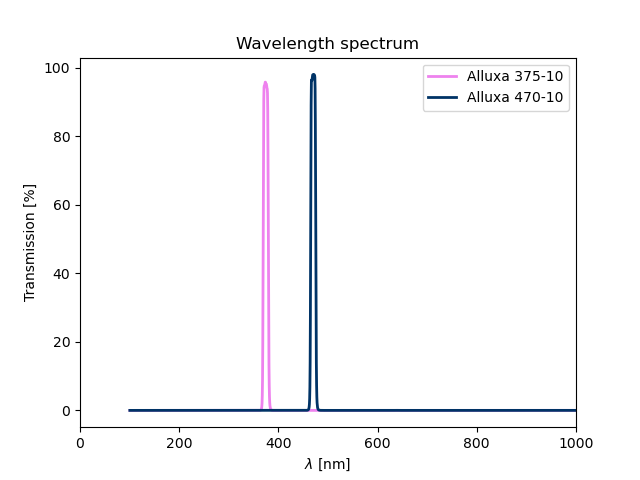 Wavelength spectrum
Alluxa 375-10
Alluxa 470-10
Transmission [%]
100
80
60
40
20
0
0 200 400 600 800 1000
λ [nm]